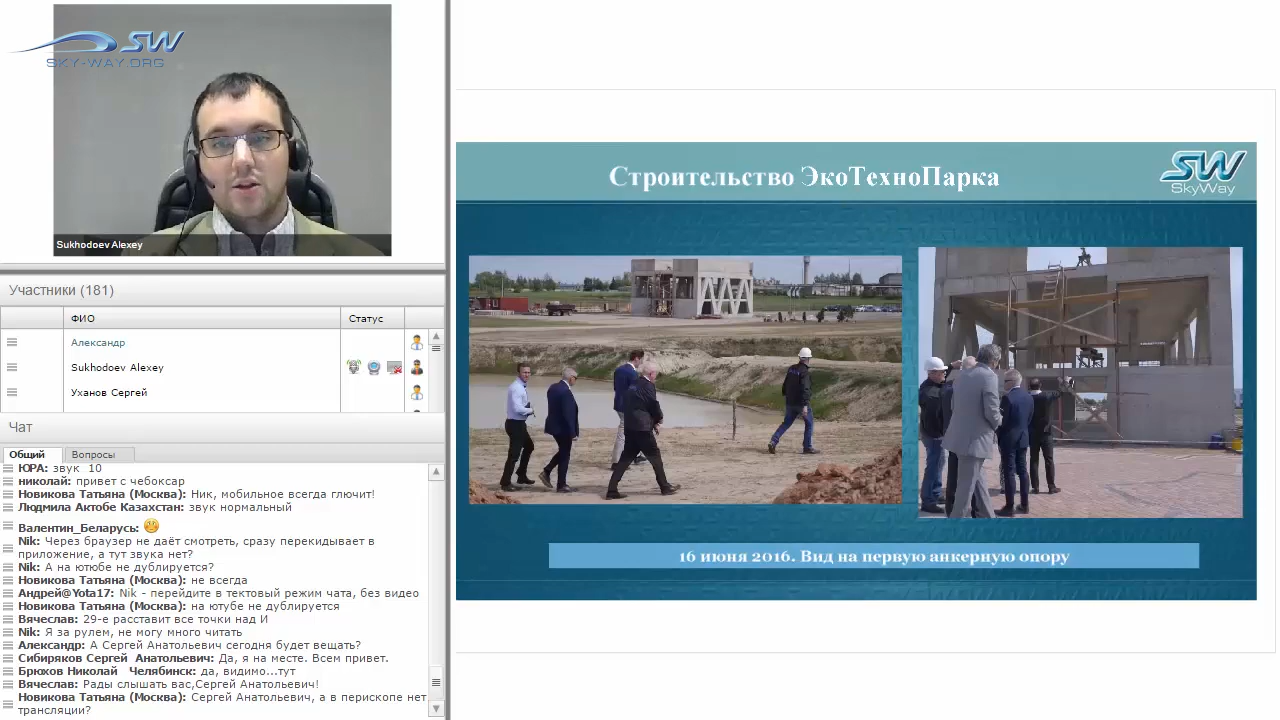 SW
SKY-WAY.ORG
Sukhodoev Alexey
Участники (181)
ФИО
Статус
Александр
Sukhodoev Alexey
Уханов Сергей
Чат
Общий
Вопросы
ЮРА: звук 10
николай: привет с чебоксар
Новикова Татьяна (Москва): Ник, мобильное всегда глючит!
Людмила Актобе Казахстан: звук нормальный
Валентин_Беларусь:
Nik: Через браузер не даёт смотреть, сразу перекидывает в
приложение, а тут звука нет?
Nik: А на ютобе не дублируется?
Новикова Татьяна (Москва): не всегда
Андрей@Yota17: Nik - перейдите в тектовый режим чата, без видео
Новикова Татьяна (Москва): на ютубе не дублируется
Вячеслав: 29-е расставит все точки над И
Nik: Я за рулем, не могу много читать
Александр: А Сергей Анатольевич сегодня будет вещать?
Сибиряков Сергей Анатольевич: Да, я на месте. Всем привет.
Брюхов Николай Челябинск: да, видимо...тут
Вячеслав: Рады слышать вас,Сергей Анатольевич!
Новикова Татьяна (Москва): Сергей Анатольевич, а в перископе нет
трансляции?
Строительство ЭкоТехноПарка
SW
SkyWay
16 июня 2016. Вид на первую анкерную опору